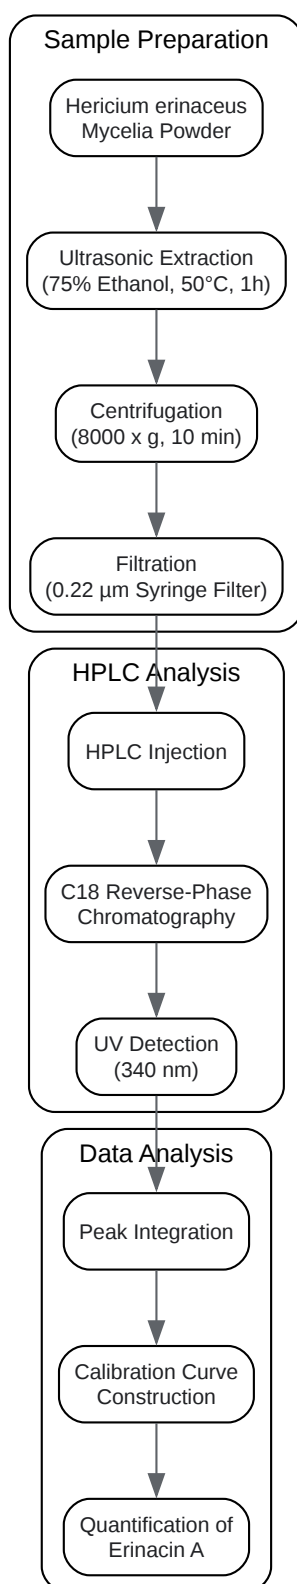 Sample Preparation
Hericium erinaceus
Mycelia Powder
Ultrasonic Extraction
(75% Ethanol, 50°C, 1h)
Centrifugation
(8000 x g, 10 min)
Filtration
(0.22 µm Syringe Filter)
HPLC Analysis
HPLC Injection
C18 Reverse-Phase
Chromatography
UV Detection
(340 nm)
Data Analysis
Peak Integration
Calibration Curve
Construction
Quantification of
Erinacin A